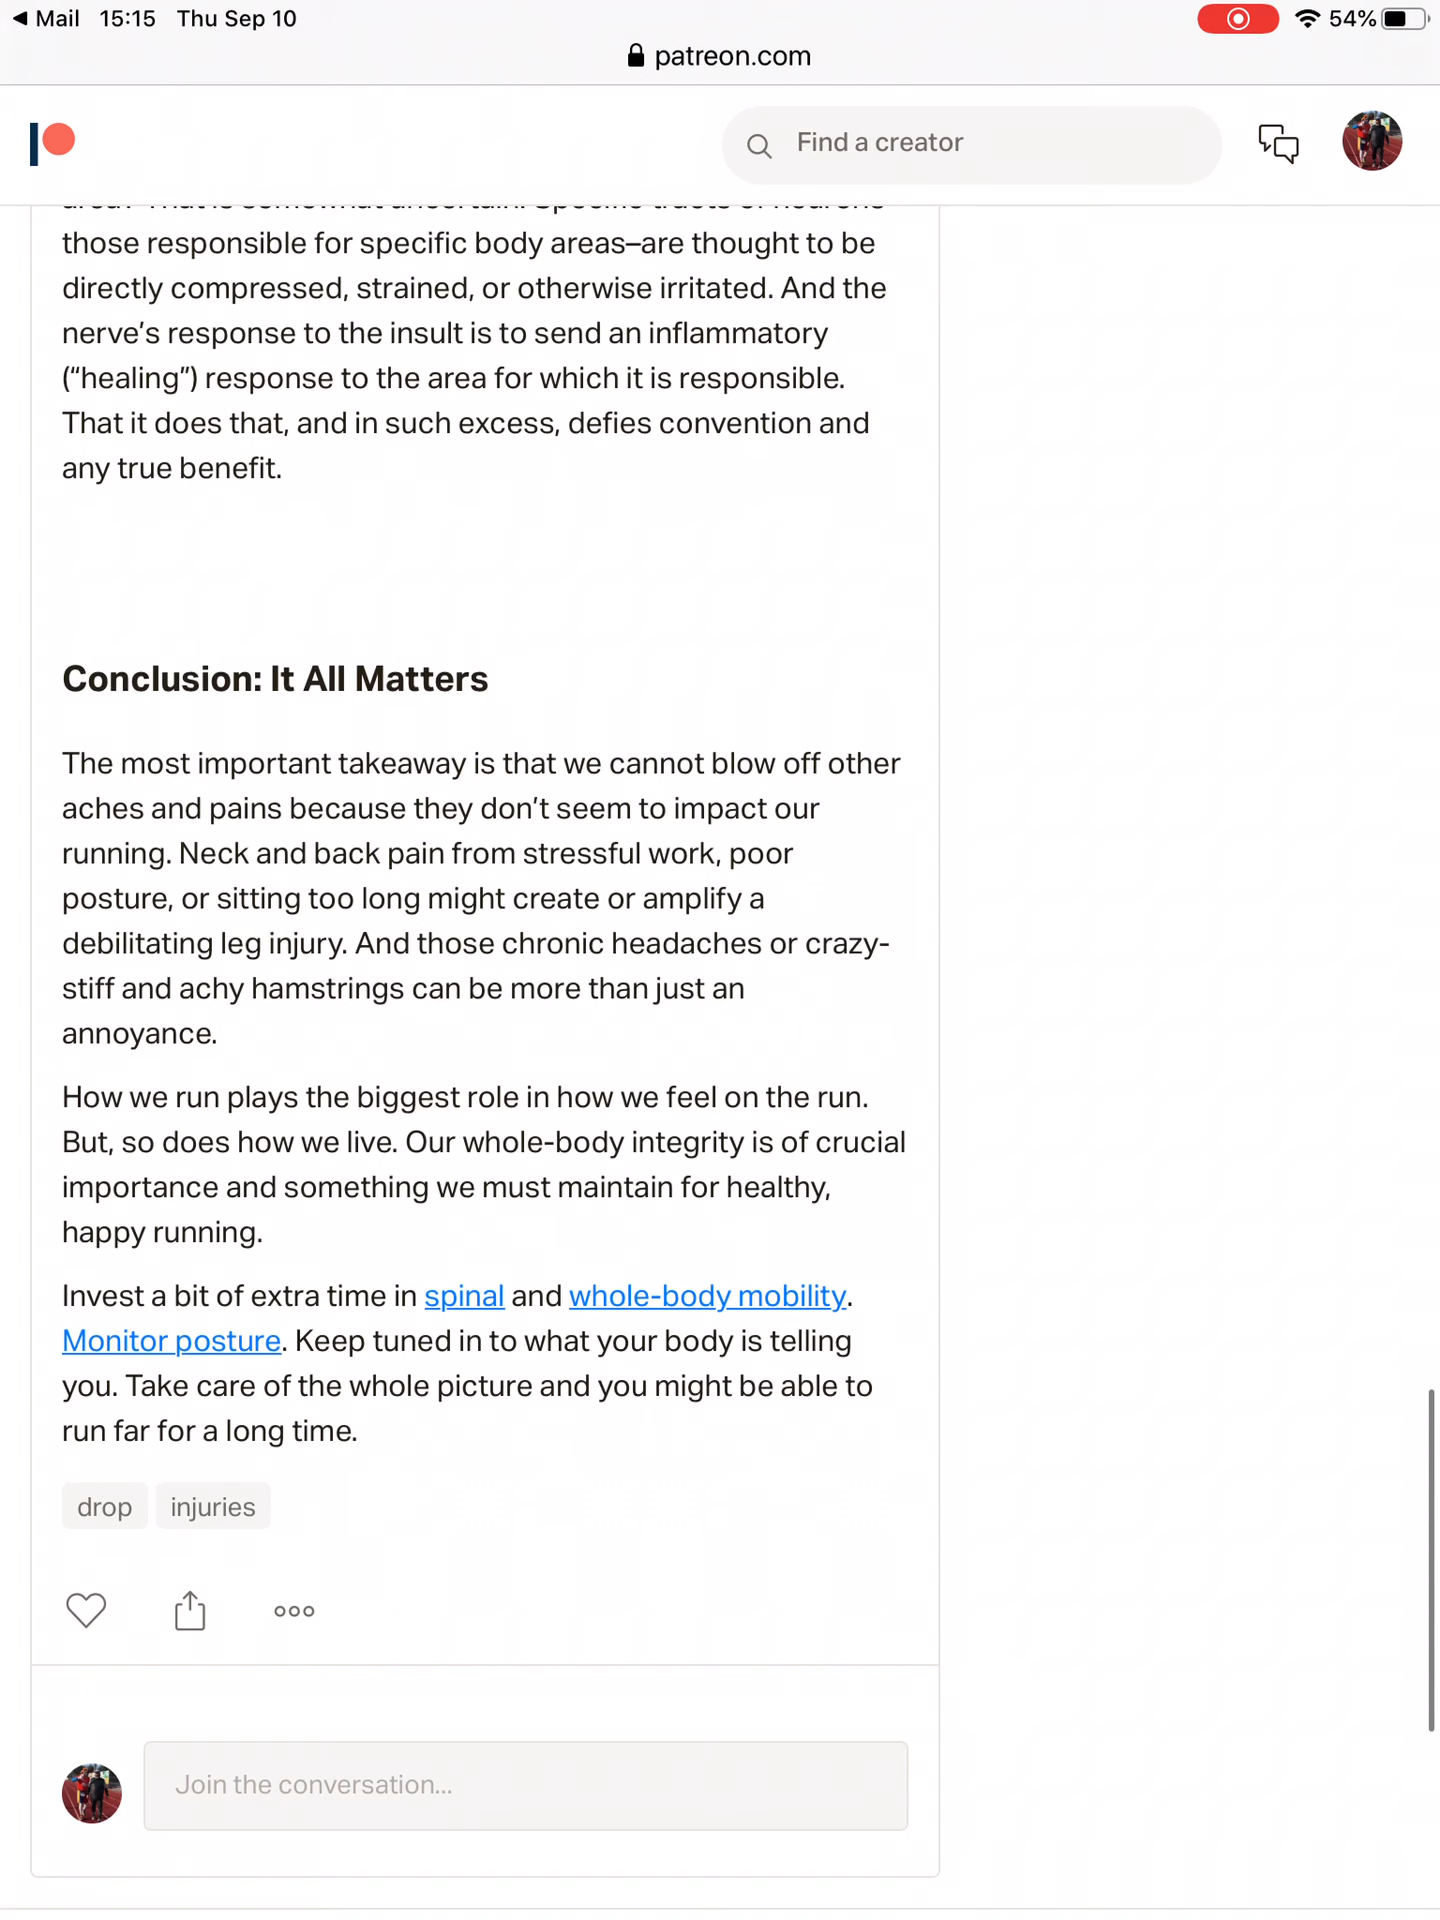 Mail 15:15 Thu Sep 10 54%
patreon.com
Find a creator
those responsible for specific body areas–are thought to be
directly compressed, strained, or otherwise irritated. And the
nerve’s response to the insult is to send an inflammatory
(“healing”) response to the area for which it is responsible.
That it does that, and in such excess, defies convention and
any true benefit.
Conclusion: It All Matters
The most important takeaway is that we cannot blow off other
aches and pains because they don’t seem to impact our
running. Neck and back pain from stressful work, poor
posture, or sitting too long might create or amplify a
debilitating leg injury. And those chronic headaches or crazy-
stiff and achy hamstrings can be more than just an
annoyance.
How we run plays the biggest role in how we feel on the run.
But, so does how we live. Our whole-body integrity is of crucial
importance and something we must maintain for healthy,
happy running.
Invest a bit of extra time in spinal and whole-body mobility.
Monitor posture. Keep tuned in to what your body is telling
you. Take care of the whole picture and you might be able to
run far for a long time.
drop injuries
Join the conversation...